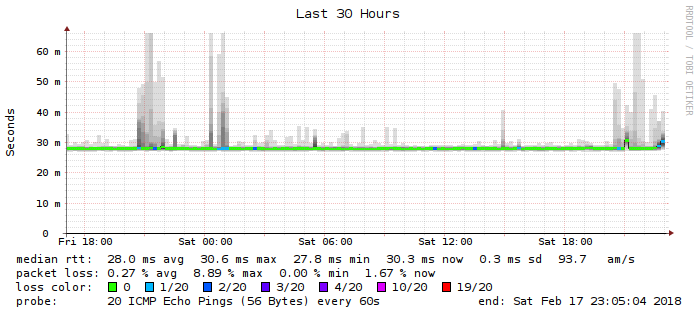 Last 30 Hours
RRDTOOL / TOBI OETIKER
Seconds
60 m
50 m
40 m
30 m
20 m
10 m
0
Fri 18:00 Sat 00:00 Sat 06:00 Sat 12:00 Sat 18:00
median rtt: 28.0 ms avg 30.6 ms max 27.8 ms min 30.3 ms now 0.3 ms sd 93.7 am/s
packet loss: 0.27 % avg 8.89 % max 0.00 % min 1.67 % now
loss color: 0 1/20 2/20 3/20 4/20 10/20 19/20
probe: 20 ICMP Echo Pings (56 Bytes) every 60s end: Sat Feb 17 23:05:04 2018